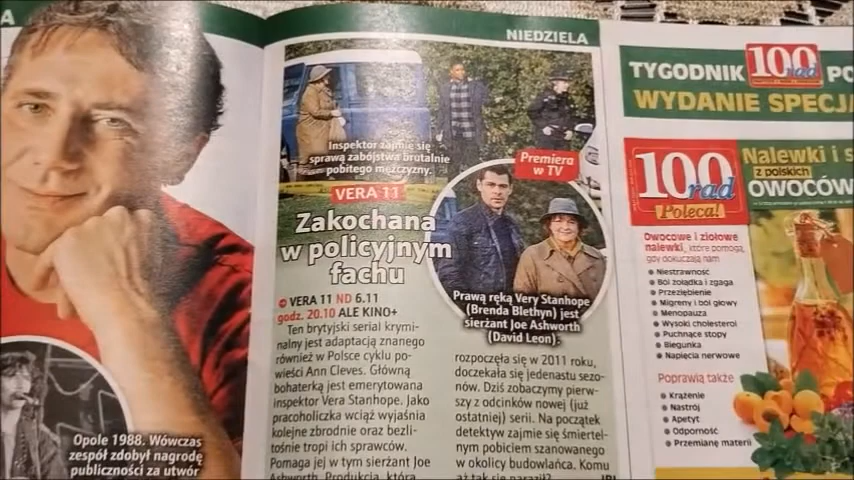 A
NIEDZIELA
Inspektor zajmie się
sprawą zabójstwa brutalnie
pobitego mężczyzny.
Premiera
w TV
VERA 11
Zakochana
w policyjnym
fachu
Prawą ręką Very Stanhope
(Brenda Blethyn) jest
sierżant Joe Ashworth
(David Leon).
VERA 11 ND 6.11
godz. 20.10 ALE KINO+
Ten brytyjski serial krymi-
nalny jest adaptacją znanego
również w Polsce cyklu po-
wieści Ann Cleves. Główną
bohaterką jest emerytowana
inspektor Vera Stanhope. Jako
pracoholiczka wciąż wyjaśnia
kolejne zbrodnie oraz bezli-
tośnie tropi ich sprawców.
Pomaga jej w tym sierżant Joe
Ashworth. Produkcja, która
rozpoczęła się w 2011 roku,
doczekała się jedenastu sezo-
nów. Dziś zobaczymy pierw-
szy z odcinków nowej (już
ostatniej) serii. Na początek
detektyw zajmie się śmiertel-
nym pobiciem szanowanego
w okolicy budowlańca. Komu
aż tak się naraził?
Opole 1988. Wówczas
zespół zdobył nagrodę
publiczności za utwór
TYGODNIK 100 rad PO
WYDANIE SPECJA
100 rad
Poleca!
Nalewki i s
z polskich
OWOCÓW
Owocowe i ziołowe
nalewki, które pomogą,
gdy dokuczają nam
• Niestrawność
• Ból żołądka i zgaga
• Przeziębienie
• Migreny i ból głowy
• Menopauza
• Wysoki cholesterol
• Puchnące stopy
• Biegunka
• Napięcia nerwowe
Poprawią także
• Krążenie
• Nastrój
• Apetyt
• Odporność
• Przemianę materii